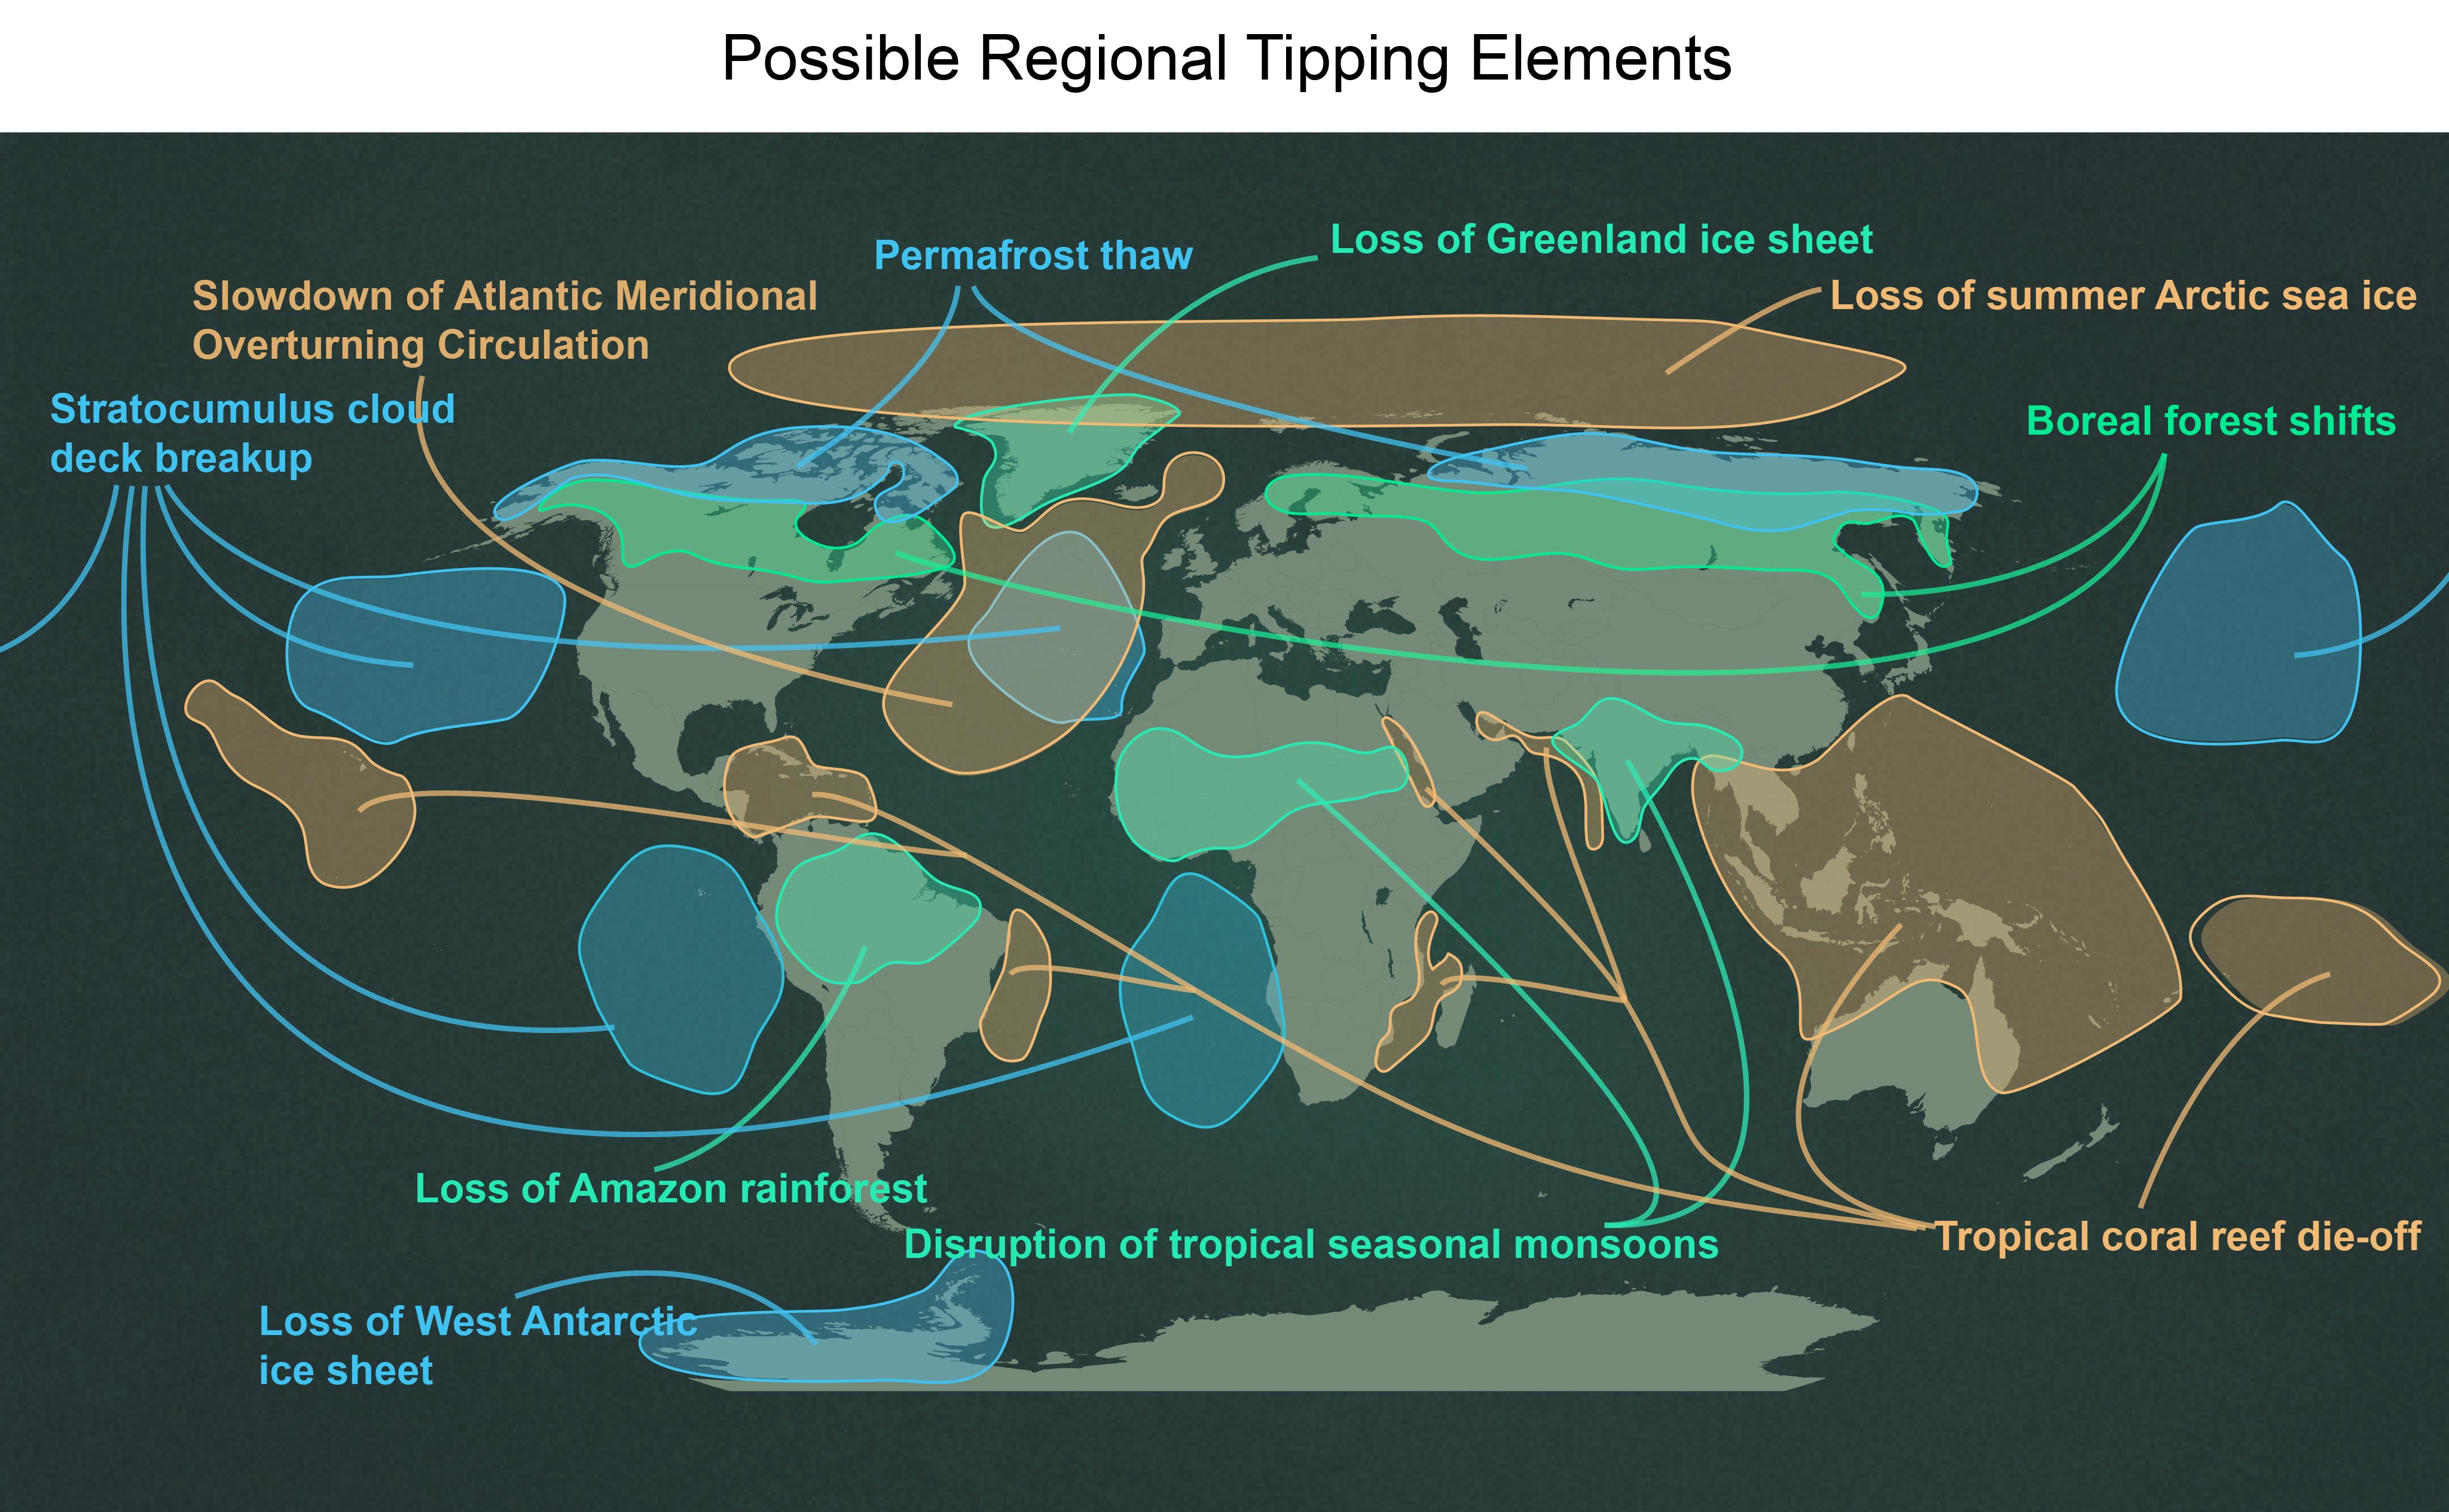 Possible Regional Tipping Elements
Permafrost thaw
Loss of Greenland ice sheet
Slowdown of Atlantic Meridional
Overturning Circulation
Loss of summer Arctic sea ice
Stratocumulus cloud
deck breakup
Boreal forest shifts
Loss of Amazon rainforest
Disruption of tropical seasonal monsoons
Tropical coral reef die-off
Loss of West Antarctic
ice sheet